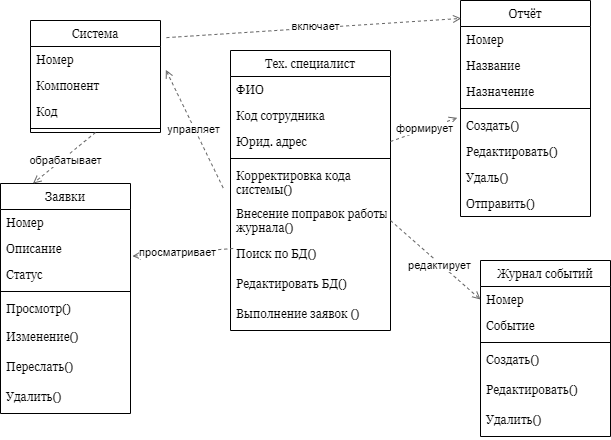 Система
Номер
Компонент
Код
включает
Отчёт
Номер
Название
Назначение
Создать()
Редактировать()
Удаль()
Отправить()
Тех. специалист
ФИО
Код сотрудника
Юрид. адрес
Корректировка кода
системы()
Внесение поправок работы
журнала()
Поиск по БД()
Редактировать БД()
Выполнение заявок ()
управляет
формирует
обрабатывает
просматривает
редактирует
Заявки
Номер
Описание
Статус
Просмотр()
Изменение()
Переслать()
Удалить()
Журнал событий
Номер
Событие
Создать()
Редактировать()
Удалить()